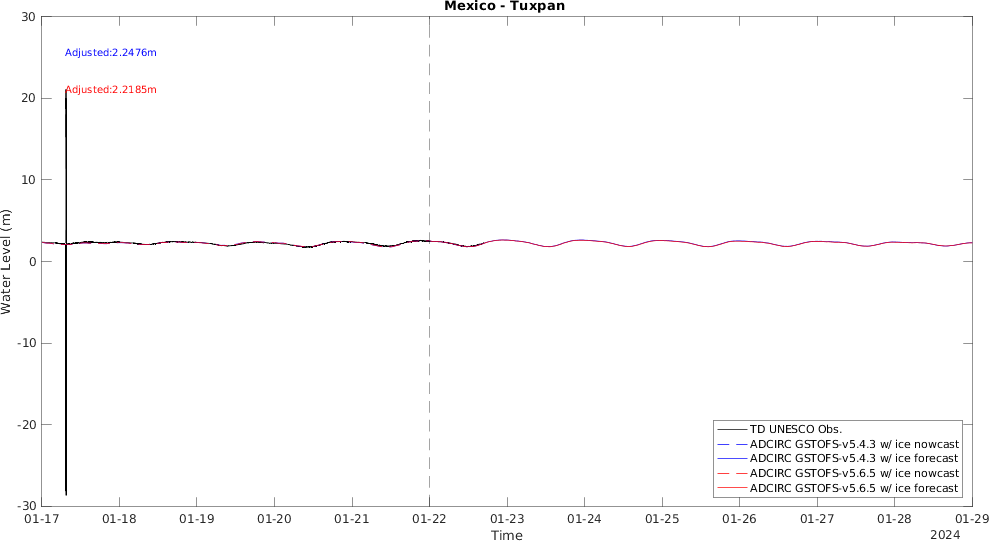 Mexico - Tuxpan
30
20
10
0
-10
-20
-30
Water Level (m)
Adjusted:2.2476m
Adjusted:2.2185m
TD UNESCO Obs.
ADCIRC GSTOFS-v5.4.3 w/ ice nowcast
ADCIRC GSTOFS-v5.4.3 w/ ice forecast
ADCIRC GSTOFS-v5.6.5 w/ ice nowcast
ADCIRC GSTOFS-v5.6.5 w/ ice forecast
01-17 01-18 01-19 01-20 01-21 01-22 01-23 01-24 01-25 01-26 01-27 01-28 01-29
Time
2024